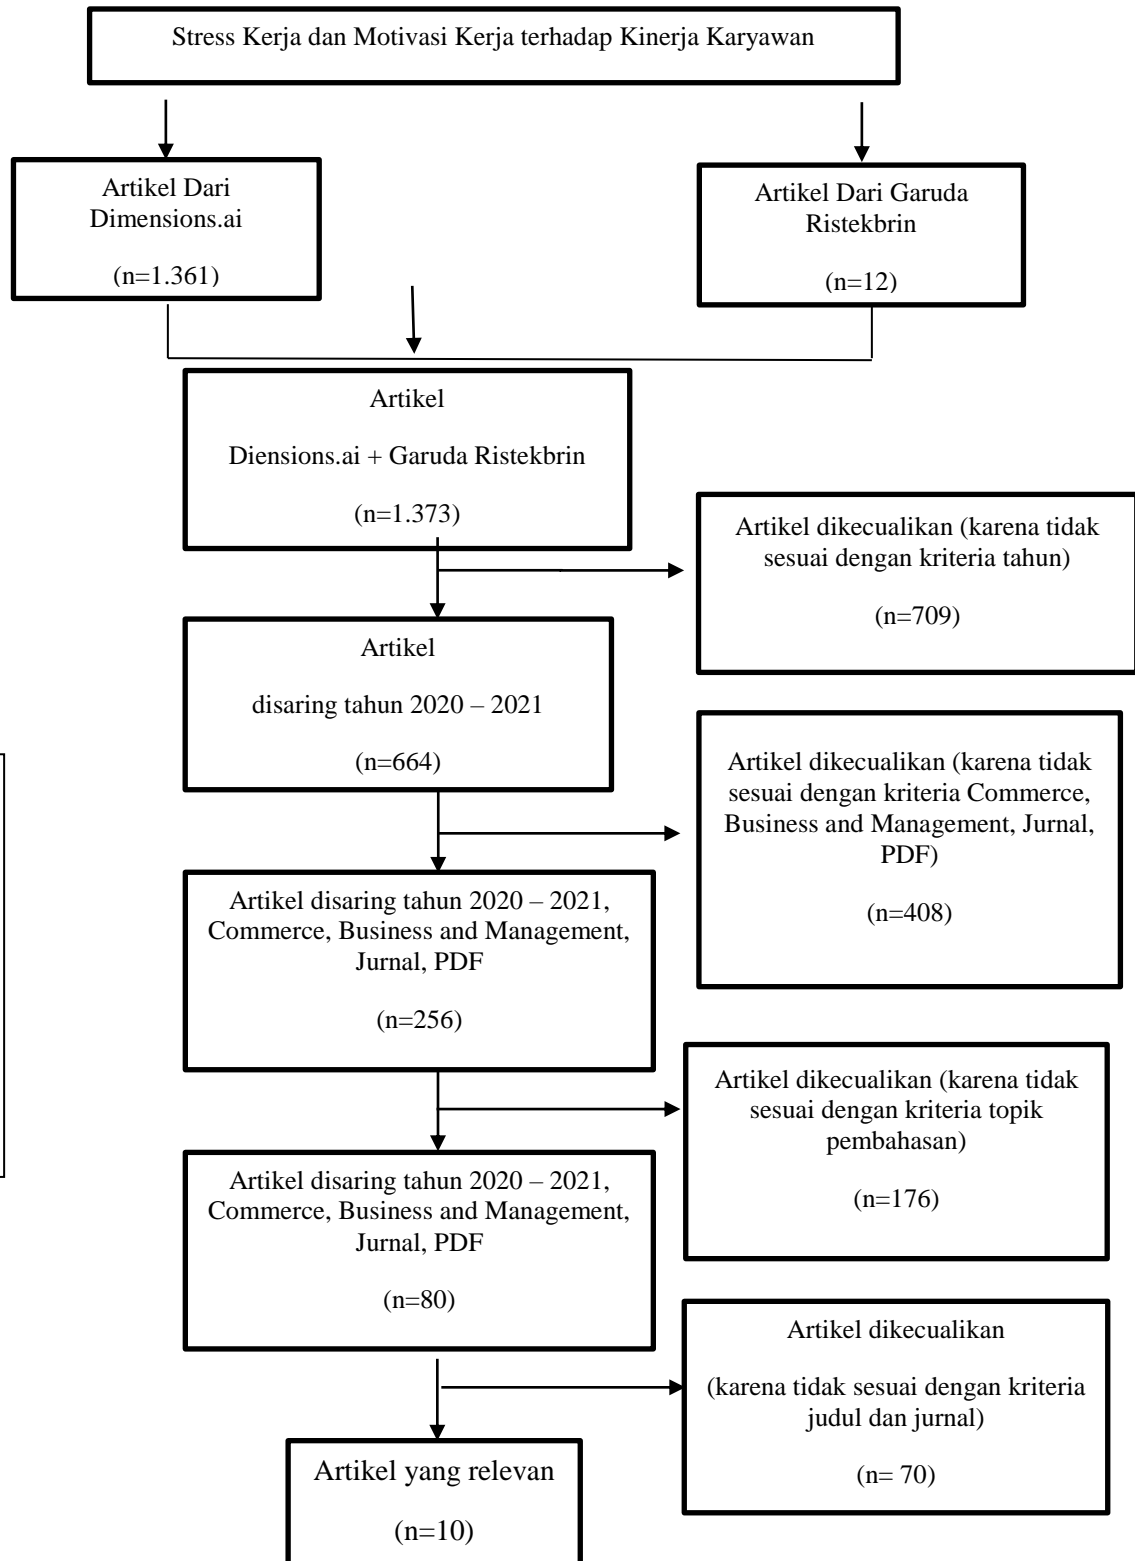 Stress Kerja dan Motivasi Kerja terhadap Kinerja Karyawan
Artikel Dari
Dimensions.ai
(n=1.361)
Artikel Dari Garuda
Ristekbrin
(n=12)
Artikel
Diensions.ai + Garuda Ristekbrin
(n=1.373)
Artikel dikecualikan (karena tidak
sesuai dengan kriteria tahun)
(n=709)
Artikel
disaring tahun 2020 – 2021
(n=664)
Artikel dikecualikan (karena tidak
sesuai dengan kriteria Commerce,
Business and Management, Jurnal,
PDF)
(n=408)
Artikel disaring tahun 2020 – 2021,
Commerce, Business and Management,
Jurnal, PDF
(n=256)
Artikel dikecualikan (karena tidak
sesuai dengan kriteria topik
pembahasan)
(n=176)
Artikel disaring tahun 2020 – 2021,
Commerce, Business and Management,
Jurnal, PDF
(n=80)
Artikel dikecualikan
(karena tidak sesuai dengan kriteria
judul dan jurnal)
(n= 70)
Artikel yang relevan
(n=10)